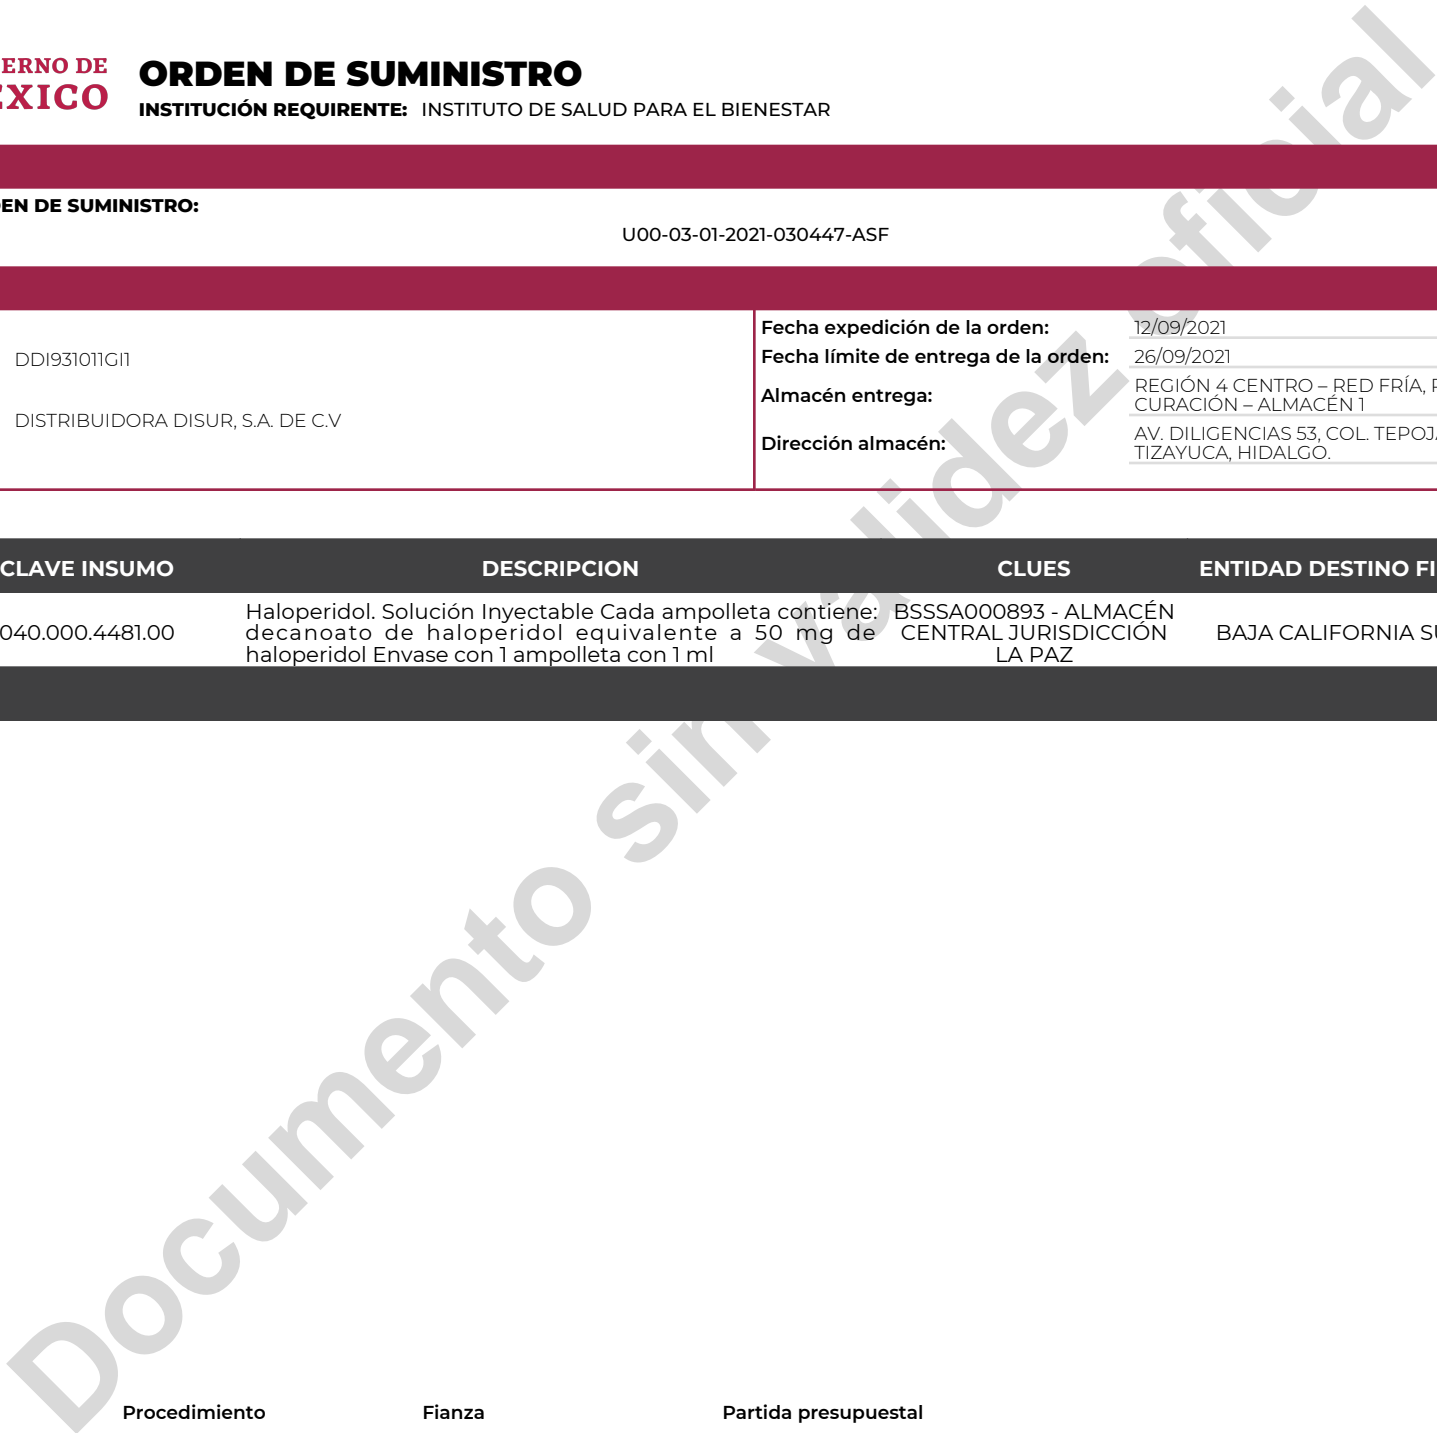 ERNO DE
EXICO
ORDEN DE SUMINISTRO
INSTITUCIÓN REQUIRENTE: INSTITUTO DE SALUD PARA EL BIENESTAR
EN DE SUMINISTRO:
U00-03-01-2021-030447-ASF
DDI931011GI1
DISTRIBUIDORA DISUR, S.A. DE C.V
Fecha expedición de la orden: 12/09/2021
Fecha límite de entrega de la orden: 26/09/2021
Almacén entrega: REGIÓN 4 CENTRO – RED FRÍA,
CURACIÓN – ALMACÉN 1
Dirección almacén: AV. DILIGENCIAS 53, COL. TEPOJA
TIZAYUCA, HIDALGO.
CLAVE INSUMO DESCRIPCION CLUES ENTIDAD DESTINO FI
040.000.4481.00
Haloperidol. Solución Inyectable Cada ampolleta contiene:
decanoato de haloperidol equivalente a 50 mg de
haloperidol Envase con 1 ampolleta con 1 ml
BSSSA000893 - ALMACÉN
CENTRAL JURISDICCIÓN
LA PAZ
BAJA CALIFORNIA SU
Documento sin validez oficial
Procedimiento Fianza Partida presupuestal